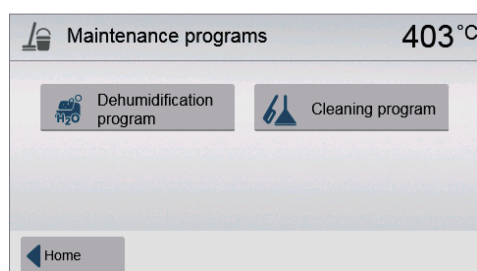 Maintenance programs
403 °C
Dehumidification
program
H2O
Cleaning program
Home